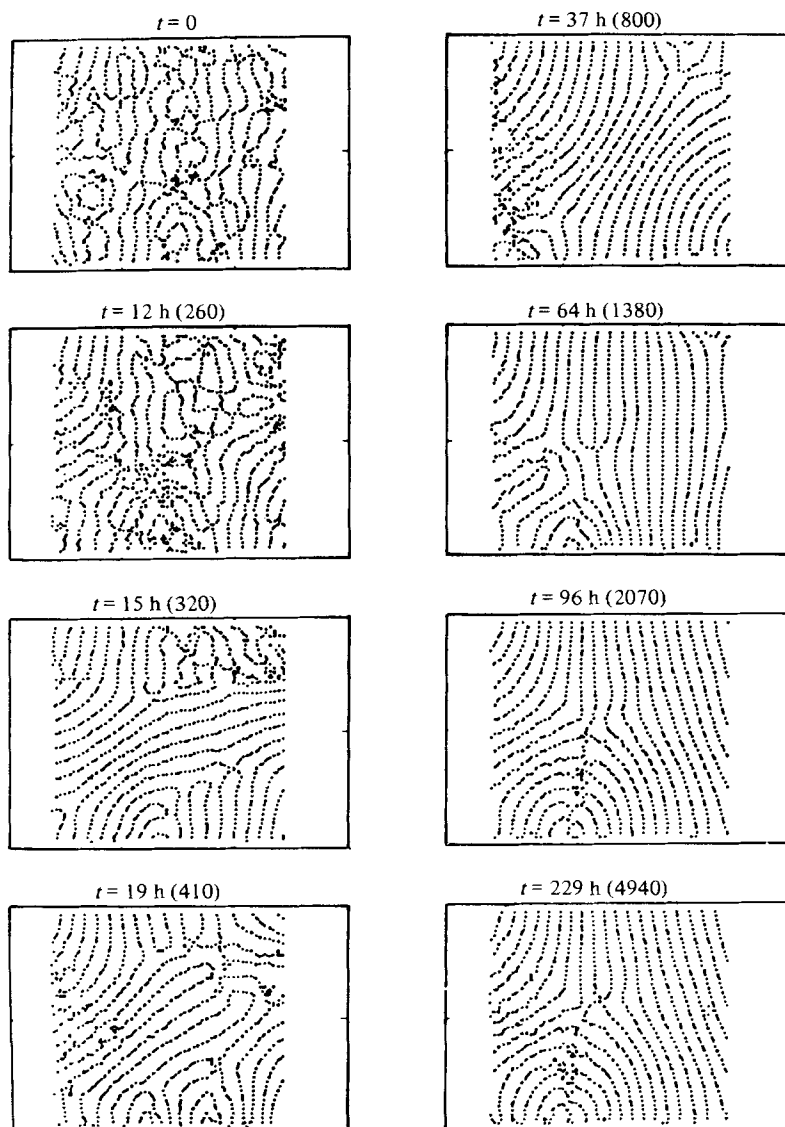 t = 0
t = 37 h (800)
t = 12 h (260)
t = 64 h (1380)
t = 15 h (320)
t = 96 h (2070)
t = 19 h (410)
t = 229 h (4940)